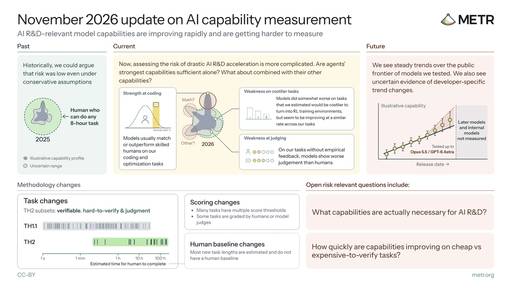 November 2026 update on AI capability measurement
METR
AI R&D-relevant model capabilities are improving rapidly and are getting harder to measure
Past
Current
Future
Historically, we could argue
that risk was low even under
conservative assumptions
Human who
can do any
8-hour task
2025
Illustrative capability profile
Uncertain range
Now, assessing the risk of drastic AI R&D acceleration is more complicated. Are agents'
strongest capabilities sufficient alone? What about combined with their other
capabilities?
Strength at coding
Models usually match
or outperform skilled
humans on our
coding and
optimization tasks
Math?
Other?
2026
Weakness on costlier tasks
Models did somewhat worse on tasks
that we estimated would be costlier to
turn into RL training environments,
but seem to be improving at a similar
rate across our tasks
Weakness at judging
On our tasks without empirical
feedback, models show worse
judgement than humans.
We see steady trends over the public
frontier of models we tested. We also see
uncertain evidence of developer-specific
trend changes.
Illustrative capability
Later models
and internal
models
not measured
Tested up to
Release date →
Methodology changes
Task changes
TH2 subsets: verifiable, hard-to-verify & judgment
TH1.1
TH2
Estimated time for human to complete
Scoring changes
• Many tasks have multiple score thresholds
• Some tasks are graded by humans or model
judges
Human baseline changes
Most new task lengths are estimated and do not
have a human baseline
Open risk relevant questions include:
What capabilities are actually necessary for AI R&D?
How quickly are capabilities improving on cheap vs
expensive-to-verify tasks?
CC-BY
metr.org